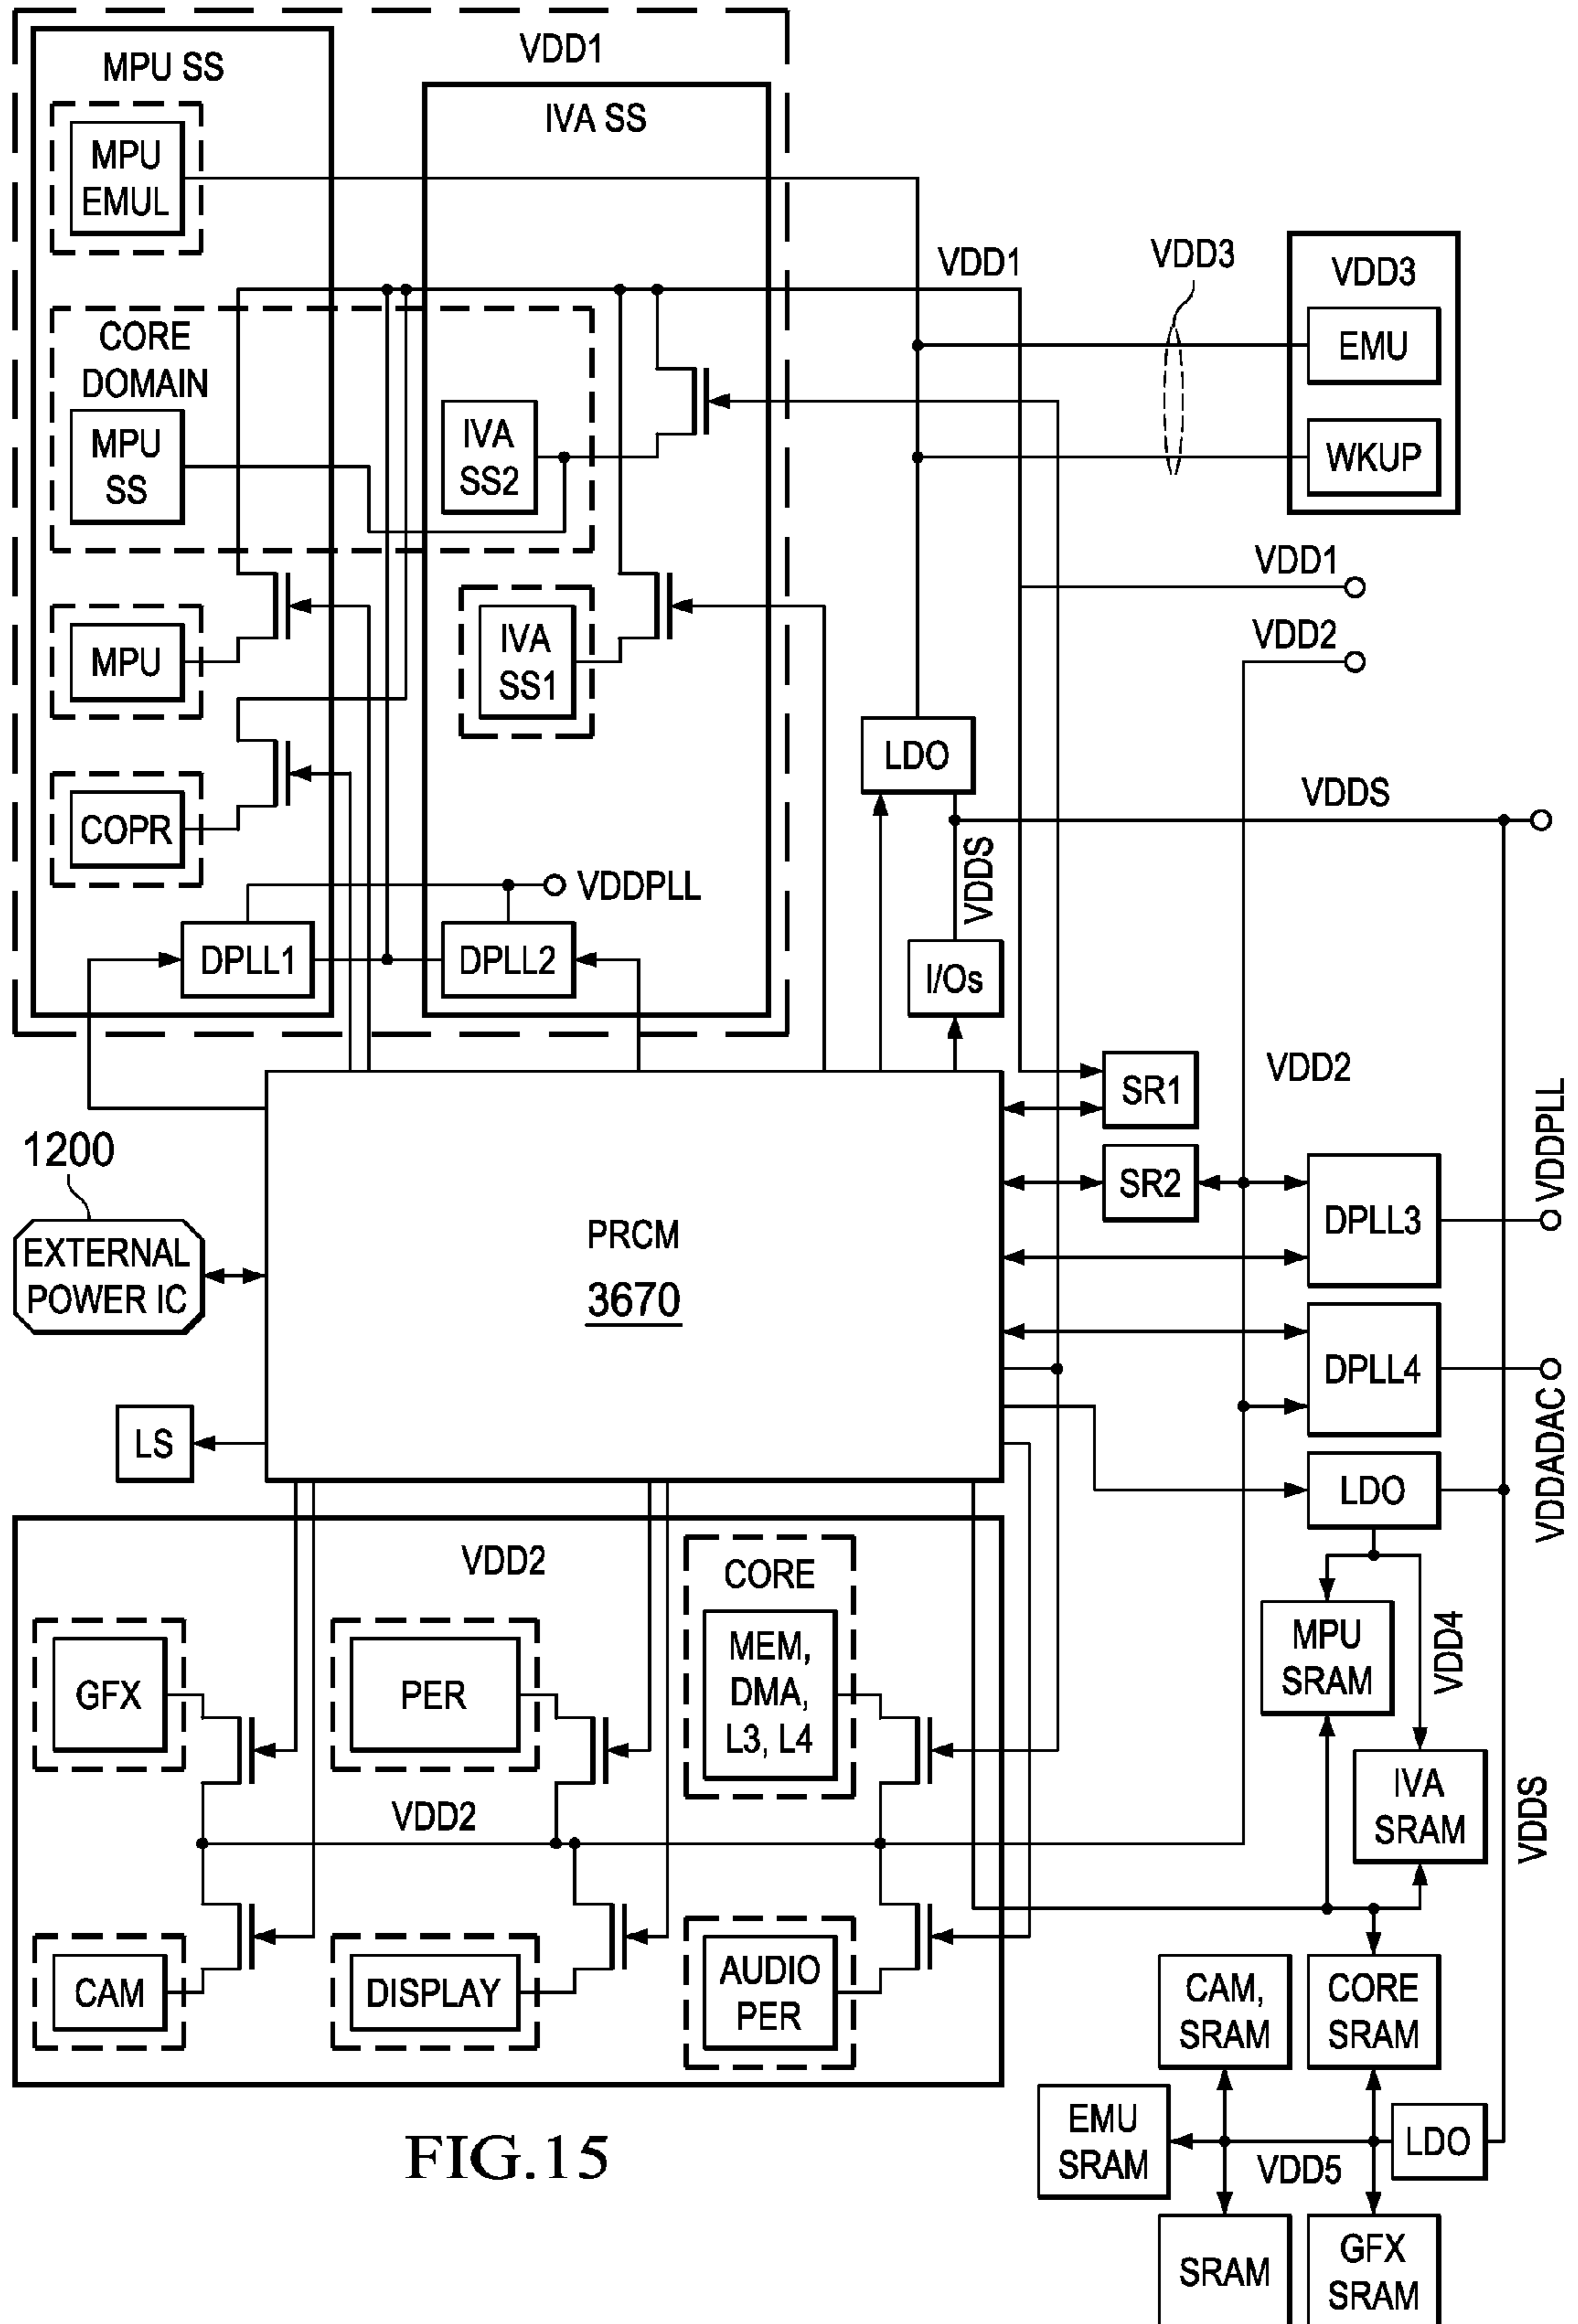 MPU SS
VDD1
IVA SS
MPU
EMUL
VDD1
VDD3
VDD3
EMU
WKUP
CORE
DOMAIN
MPU
SS
IVA
SS2
VDD1
VDD2
MPU
IVA
SS1
LDO
VDDS
COPR
VDDS
VDDPLL
DPLL1
DPLL2
I/Os
SR1
VDD2
VDDPLL
1200
SR2
DPLL3
EXTERNAL
POWER IC
PRCM
3670
DPLL4
VDDADAC
LS
LDO
VDD2
CORE
GFX
PER
MEM,
DMA,
L3, L4
MPU
SRAM
VDD4
IVA
SRAM
VDDS
VDD2
CAM
DISPLAY
AUDIO
PER
CAM,
SRAM
CORE
SRAM
EMU
SRAM
VDD5
LDO
SRAM
GFX
SRAM
FIG.15